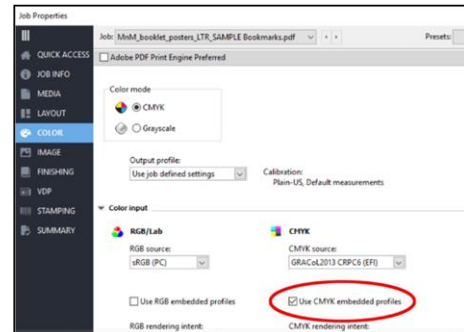 Job Properties
Job: MnM_booklet_posters_LTR_SAMPLE Bookmarks.pdf
Presets:
QUICK ACCESS
Adobe PDF Print Engine Preferred
JOB INFO
MEDIA
LAYOUT
COLOR
IMAGE
FINISHING
VDP
STAMPING
SUMMARY
Color mode
CMYK
Grayscale
Output profile:
Use job defined settings
Calibration:
Plain-US, Default measurements
Color input
RGB/Lab
CMYK
RGB source:
CMYK source:
sRGB (PC)
GRACoL2013 CRPC6 (EFI)
Use RGB embedded profiles
Use CMYK embedded profiles
RGB rendering intent:
CMYK rendering intent: